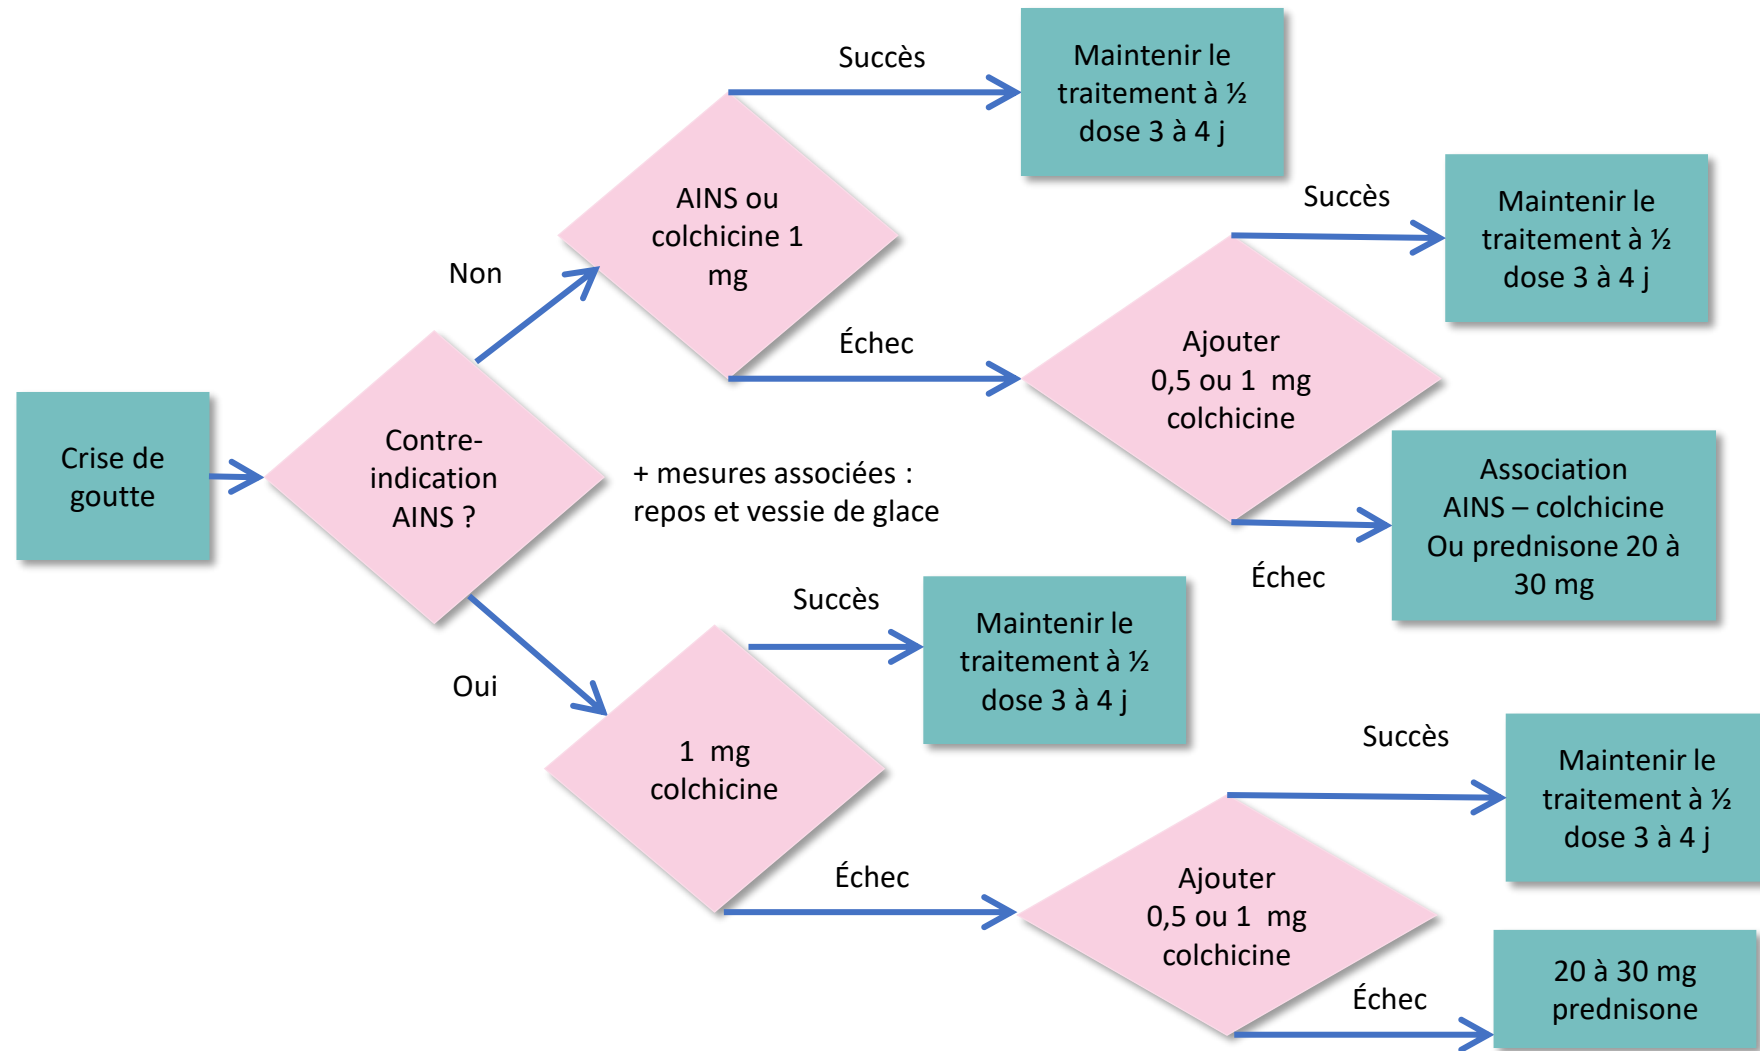 Succès
Maintenir le
traitement à ½
dose 3 à 4 j
AINS ou
colchicine 1
mg
Succès
Maintenir le
traitement à ½
dose 3 à 4 j
Non
Échec
Ajouter
0,5 ou 1 mg
colchicine
Crise de
goutte
Contre-
indication
AINS ?
+ mesures associées :
repos et vessie de glace
Association
AINS – colchicine
Ou prednisone 20 à
30 mg
Échec
Succès
Maintenir le
traitement à ½
dose 3 à 4 j
Oui
1 mg
colchicine
Succès
Maintenir le
traitement à ½
dose 3 à 4 j
Échec
Ajouter
0,5 ou 1 mg
colchicine
Échec
20 à 30 mg
prednisone